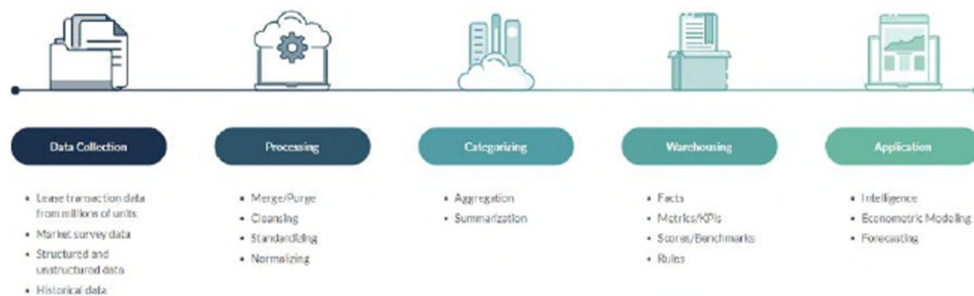 Data Collection
Lease transaction data
from millions of units
Market survey data
Structured and
unstructured data
Historical data
Processing
Merge/Purge
Cleansing
Standardizing
Normalizing
Categorizing
Aggregation
Summarization
Warehousing
Facts
Metrics/KPIs
Scores/Benchmarks
Rules
Application
Intelligence
Econometric Modeling
Forecasting